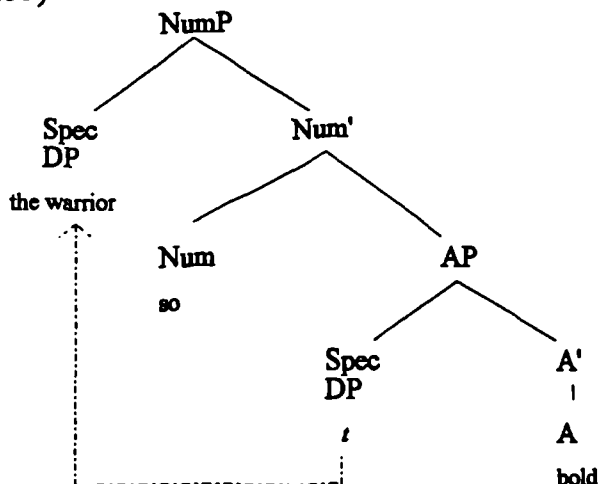 NumP
Spec Num'
DP
the warrior
Num AP
so
Spec A'
DP
t A
bold